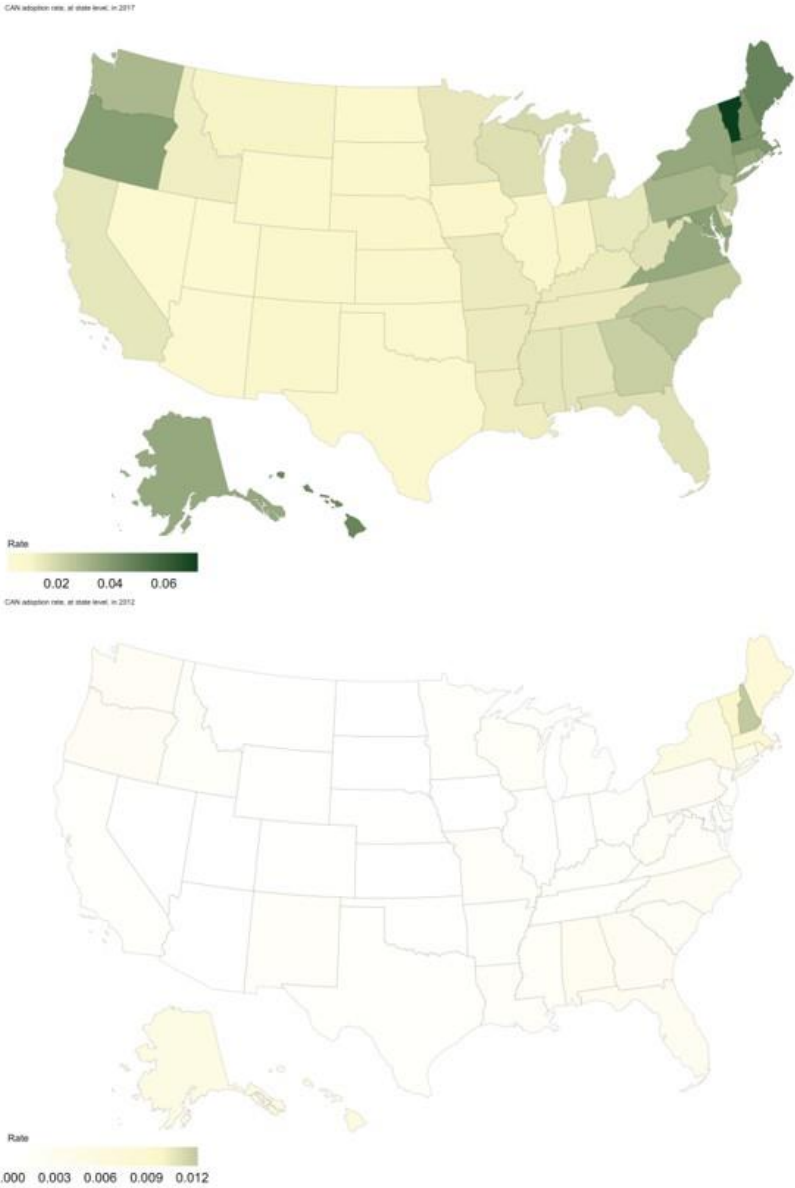 CAN adoption rate, at state level, in 2017
Rate
0.02 0.04 0.06
CAN adoption rate, at state level, in 2012
Rate
.000 0.003 0.006 0.009 0.012